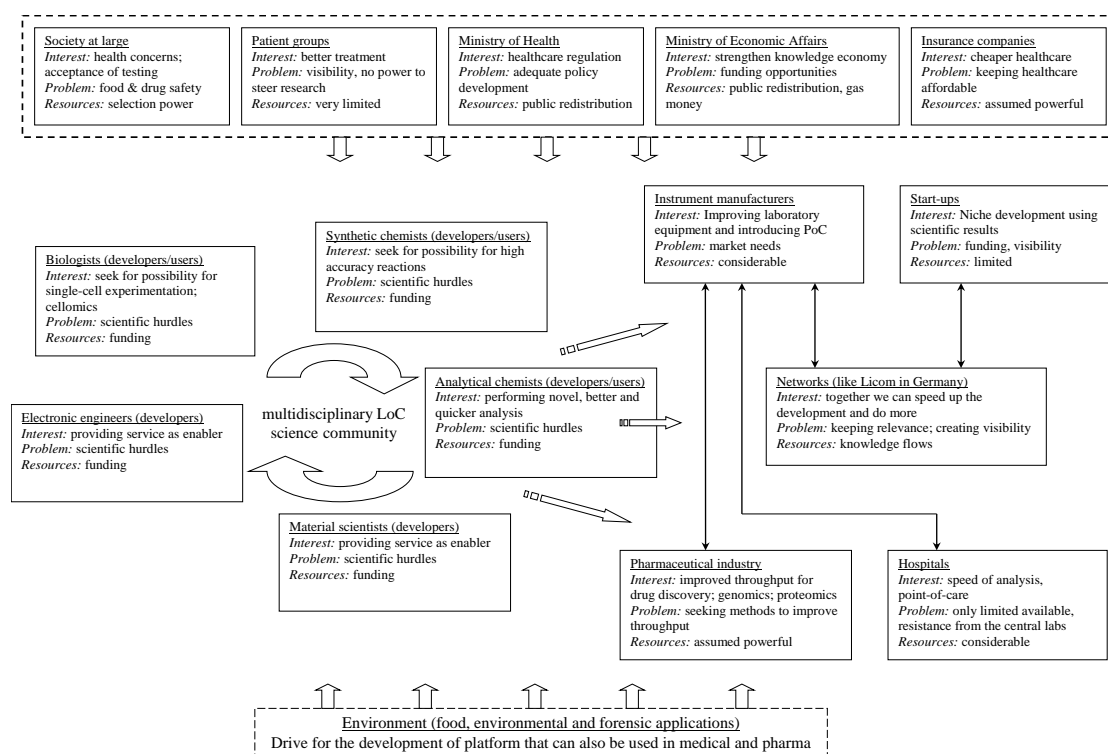 Society at large
Interest: health concerns;
acceptance of testing
Problem: food & drug safety
Resources: selection power
Patient groups
Interest: better treatment
Problem: visibility, no power to
steer research
Resources: very limited
Ministry of Health
Interest: healthcare regulation
Problem: adequate policy
development
Resources: public redistribution
Ministry of Economic Affairs
Interest: strengthen knowledge economy
Problem: funding opportunities
Resources: public redistribution, gas
money
Insurance companies
Interest: cheaper healthcare
Problem: keeping healthcare
affordable
Resources: assumed powerful
Instrument manufacturers
Interest: Improving laboratory
equipment and introducing PoC
Problem: market needs
Resources: considerable
Start-ups
Interest: Niche development using
scientific results
Problem: funding, visibility
Resources: limited
Synthetic chemists (developers/users)
Interest: seek for possibility for high
accuracy reactions
Problem: scientific hurdles
Resources: funding
Biologists (developers/users)
Interest: seek for possibility for
single-cell experimentation;
cellomics
Problem: scientific hurdles
Resources: funding
Analytical chemists (developers/users)
Interest: performing novel, better and
quicker analysis
Problem: scientific hurdles
Resources: funding
Networks (like Licom in Germany)
Interest: together we can speed up the
development and do more
Problem: keeping relevance; creating visibility
Resources: knowledge flows
Electronic engineers (developers)
Interest: providing service as enabler
Problem: scientific hurdles
Resources: funding
multidisciplinary LoC
science community
Material scientists (developers)
Interest: providing service as enabler
Problem: scientific hurdles
Resources: funding
Pharmaceutical industry
Interest: improved throughput for
drug discovery; genomics; proteomics
Problem: seeking methods to improve
throughput
Resources: assumed powerful
Hospitals
Interest: speed of analysis,
point-of-care
Problem: only limited available,
resistance from the central labs
Resources: considerable
Environment (food, environmental and forensic applications)
Drive for the development of platform that can also be used in medical and pharma